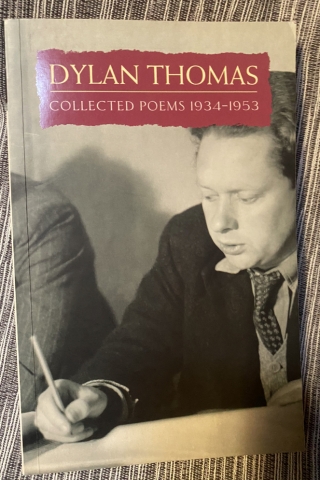 DYLAN THOMAS
COLLECTED POEMS 1934–1953